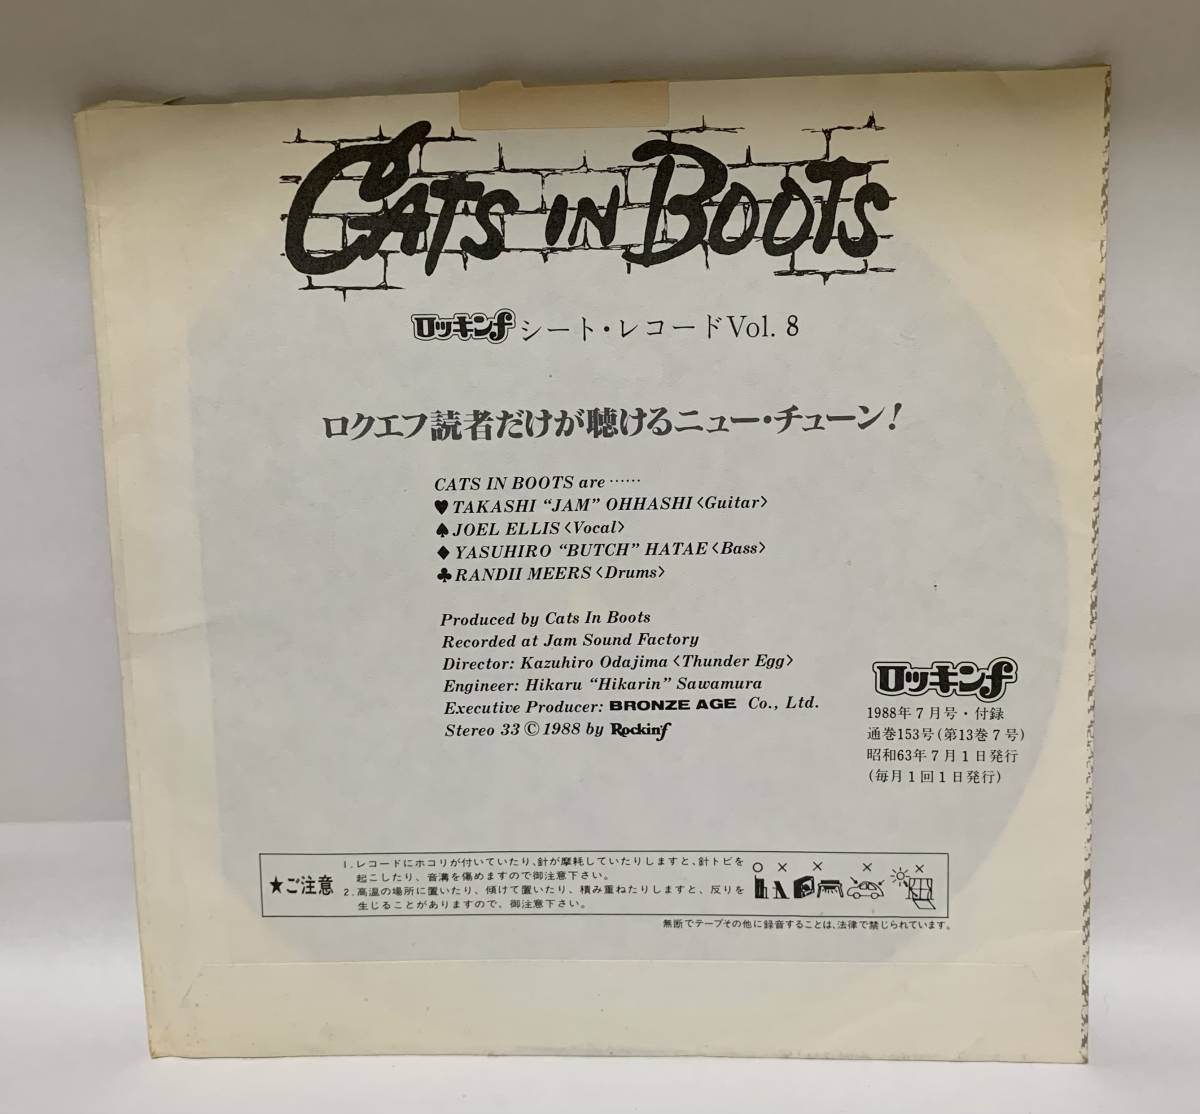 CATS IN BOOTS
ロッキンf シート・レコードVol. 8
ロクエフ読者だけが聴けるニュー・チューン！
CATS IN BOOTS are……
♥TAKASHI “JAM” OHHASHI〈Guitar〉
♠JOEL ELLIS〈Vocal〉
♦YASUHIRO “BUTCH” HATAE〈Bass〉
♣RANDII MEERS〈Drums〉
Produced by Cats In Boots
Recorded at Jam Sound Factory
Director: Kazuhiro Odajima〈Thunder Egg〉
Engineer: Hikaru “Hikarin” Sawamura
Executive Producer: BRONZE AGE Co., Ltd.
Stereo 33 ©1988 by Rockin'f
ロッキンf
1988年7月号・付録
通巻153号(第13巻7号)
昭和63年7月1日発行
(毎月1回1日発行)
★ご注意
1.レコードにホコリが付いていたり、針が摩耗していたりしますと、針トビを
起こしたり、音溝を傷めますので御注意下さい。
2.高温の場所に置いたり、傾けて置いたり、積み重ねたりしますと、反りを
生じることがありますので、御注意下さい。
○ × × × ×
無断でテープその他に録音することは、法律で禁じられています。